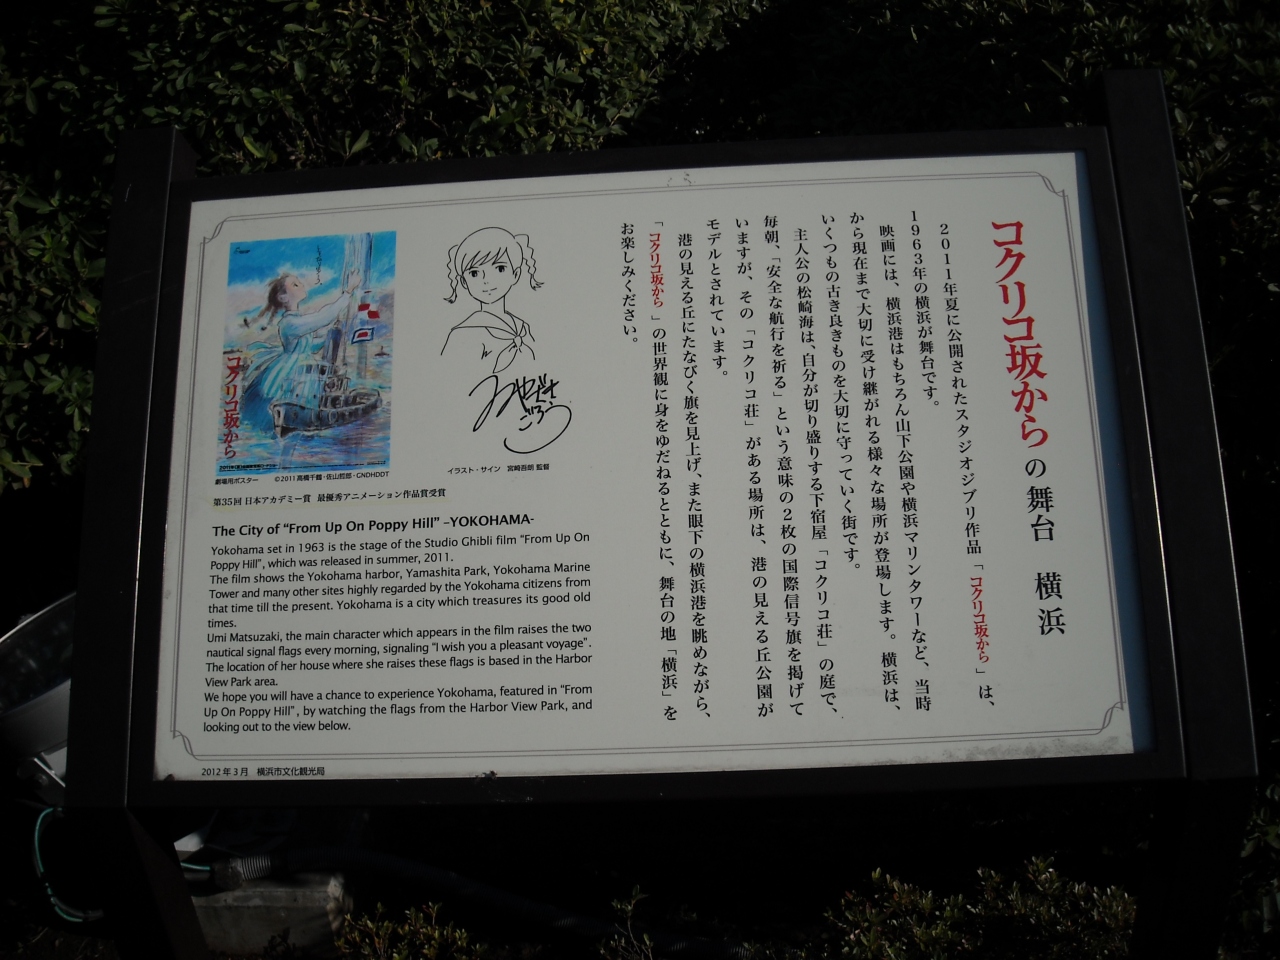 コクリコ坂からの舞台　横浜
2011年夏に公開されたスタジオジブリ作品「コクリコ坂から」は、
1963年の横浜が舞台です。
映画には、横浜港はもちろん山下公園や横浜マリンタワーなど、当時
から現在まで大切に受け継がれる様々な場所が登場します。横浜は、
いくつもの古き良きものを大切に守っていく街です。
主人公の松崎海は、自分が切り盛りする下宿屋「コクリコ荘」の庭で、
毎朝、「安全な航行を祈る」という意味の2枚の国際信号旗を掲げて
いますが、その「コクリコ荘」がある場所は、港の見える丘公園が
モデルとされています。
港の見える丘にたなびく旗を見上げ、また眼下の横浜港を眺めながら、
「コクリコ坂から」の世界観に身をゆだねるとともに、舞台の地「横浜」を
お楽しみください。
コクリコ坂から
劇場用ポスター
©2011 高橋千鶴・佐山哲郎・GNDHDDT
イラスト・サイン　宮崎吾朗 監督
第35回 日本アカデミー賞　最優秀アニメーション作品賞受賞
The City of “From Up On Poppy Hill” –YOKOHAMA-
Yokohama set in 1963 is the stage of the Studio Ghibli film “From Up On
Poppy Hill”, which was released in summer, 2011.
The film shows the Yokohama harbor, Yamashita Park, Yokohama Marine
Tower and many other sites highly regarded by the Yokohama citizens from
that time till the present. Yokohama is a city which treasures its good old
times.
Umi Matsuzaki, the main character which appears in the film raises the two
nautical signal flags every morning, signaling “I wish you a pleasant voyage”.
The location of her house where she raises these flags is based in the Harbor
View Park area.
We hope you will have a chance to experience Yokohama, featured in “From
Up On Poppy Hill”, by watching the flags from the Harbor View Park, and
looking out to the view below.
2012年3月　横浜市文化観光局